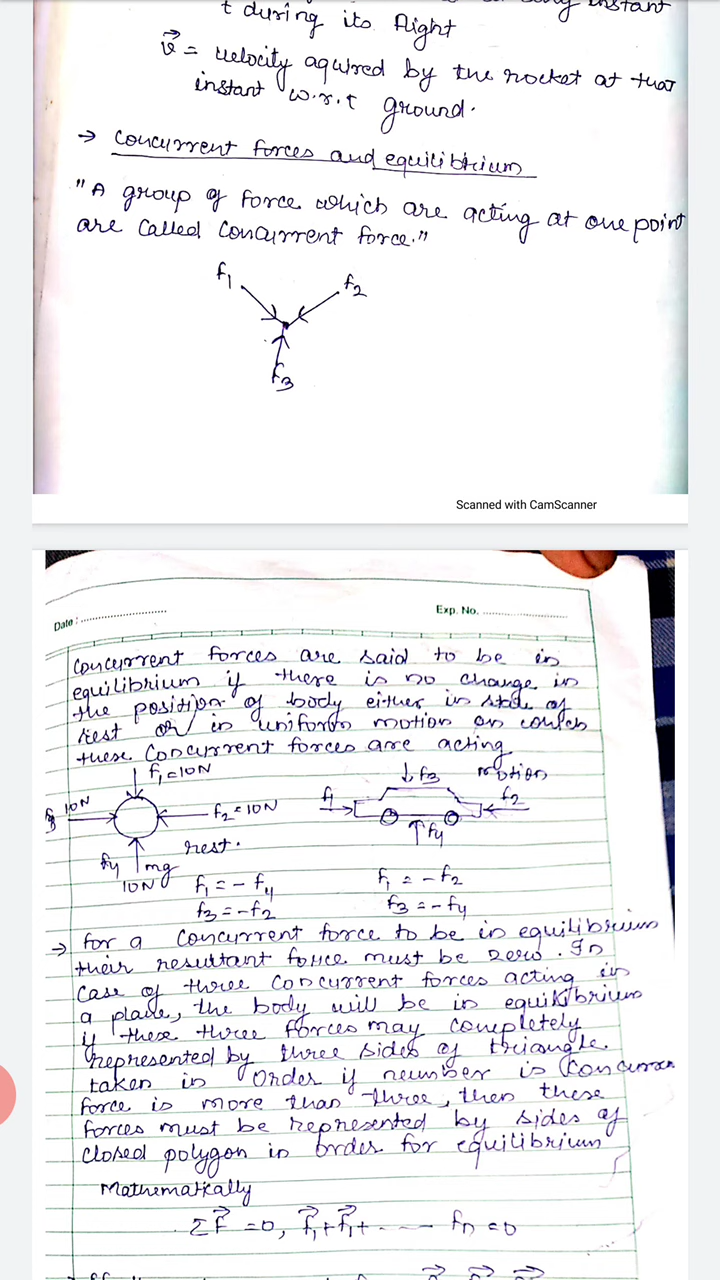 t during its flight
v⃗ = velocity aquired by the rocket at that
instant w.r.t ground.
→ Concurrent forces and equilibrium
"A group of force which are acting at one point
are called Concurrent force."
f1
f2
F3
Scanned with CamScanner
Date :
Exp. No.
Concurrent forces are said to be in
equilibrium if there is no change in
the position of body either in state of
rest or in uniform motion on which
these Concurrent forces are acting
f1=10N
10N
f2=10N
f4
10N
mg
rest.
motion
f1
↓f3
f2
↑f4
f1 = - f4
f3 = -f2
f1 = -f2
f3 = -f4
→ for a Concurrent force to be in equilibrium
their resultant force must be zero. In
Case of three Concurrent forces acting in
a plane, the body will be in equilibrium
if these three forces may completely
represented by three sides of triangle.
taken in Order if number is Concurren
force is more than three, then these
forces must be represented by sides of
closed polygon in order for equilibrium
Mathematically
ΣF⃗ =0, F⃗1+F⃗1+ ... — Fn =0